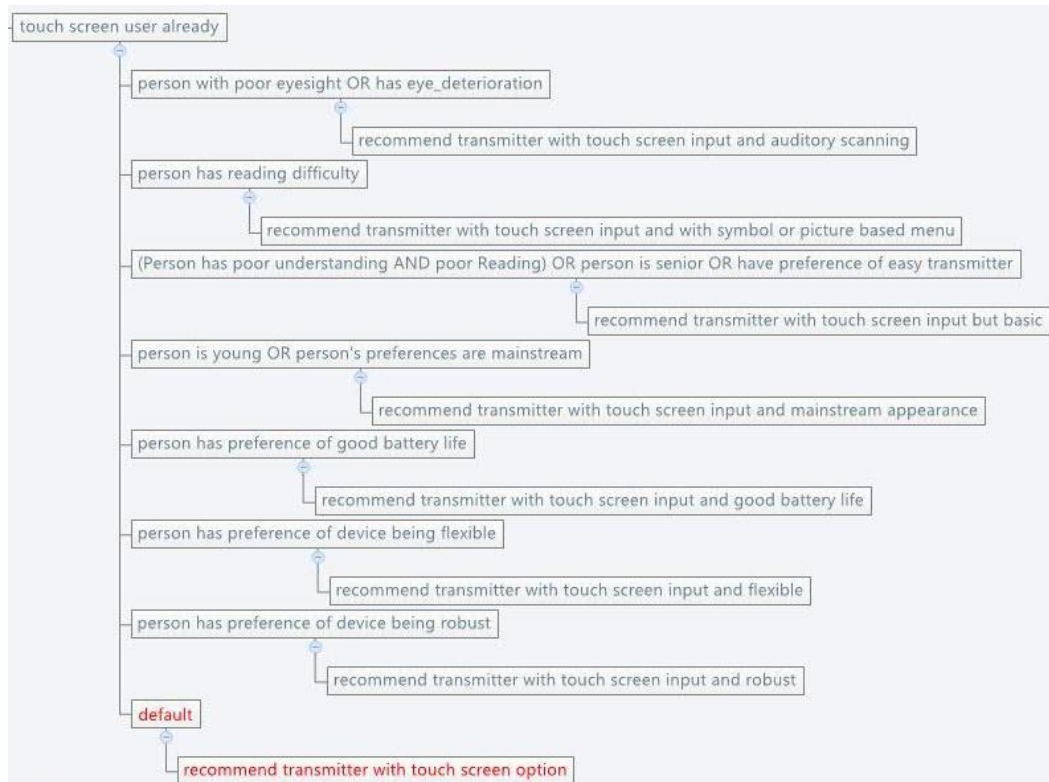 touch screen user already
person with poor eyesight OR has eye_deterioration
recommend transmitter with touch screen input and auditory scanning
person has reading difficulty
recommend transmitter with touch screen input and with symbol or picture based menu
(Person has poor understanding AND poor Reading) OR person is senior OR have preference of easy transmitter
recommend transmitter with touch screen input but basic
person is young OR person's preferences are mainstream
recommend transmitter with touch screen input and mainstream appearance
person has preference of good battery life
recommend transmitter with touch screen input and good battery life
person has preference of device being flexible
recommend transmitter with touch screen input and flexible
person has preference of device being robust
recommend transmitter with touch screen input and robust
default
recommend transmitter with touch screen option